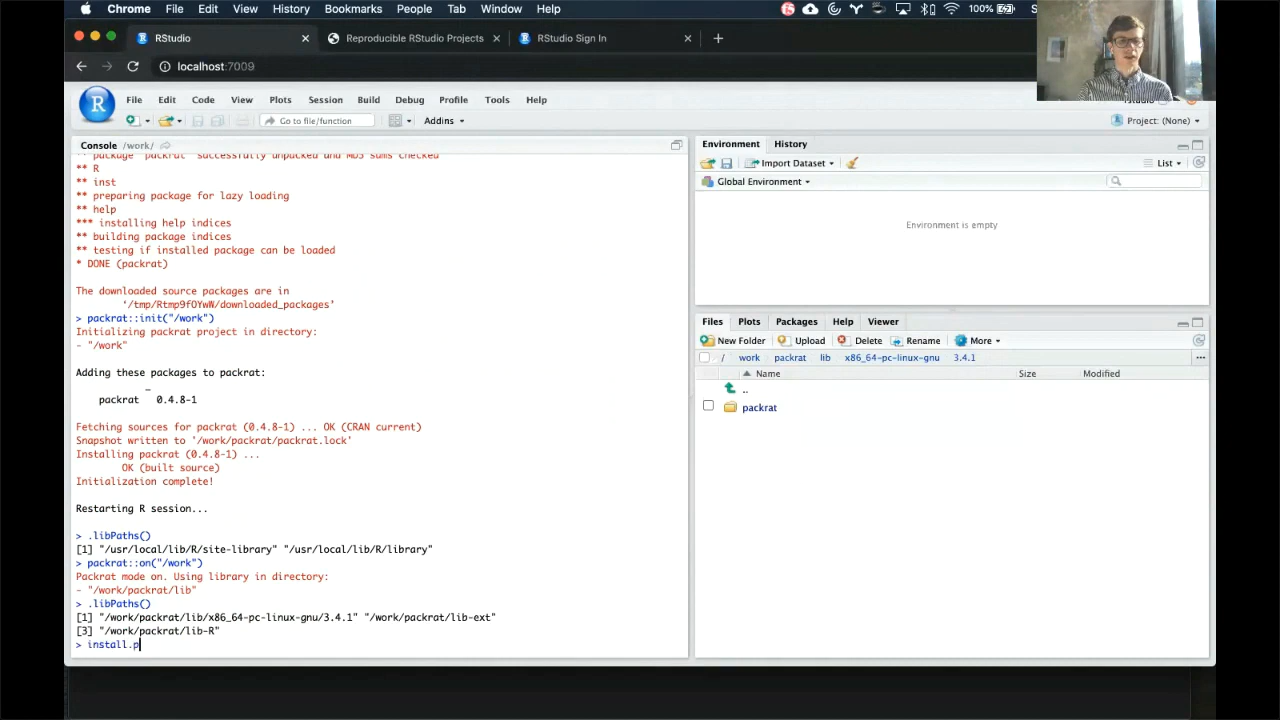 File Edit View History Bookmarks People Tab Window Help 100%
RStudio Reproducible RStudio Projects RStudio Sign In
localhost:7009
File Edit Code View Plots Session Build Debug Profile Tools Help
Go to file/function Addins Project: (None)
Console /work/
** package ‘packrat’ successfully unpacked and MD5 sums checked
** R
** inst
** preparing package for lazy loading
** help
*** installing help indices
** building package indices
** testing if installed package can be loaded
* DONE (packrat)
The downloaded source packages are in
‘/tmp/Rtmp9fOYwW/downloaded_packages’
> packrat::init("/work")
Initializing packrat project in directory:
- "/work"
Adding these packages to packrat:
_
packrat 0.4.8-1
Fetching sources for packrat (0.4.8-1) ... OK (CRAN current)
Snapshot written to '/work/packrat/packrat.lock'
Installing packrat (0.4.8-1) ...
OK (built source)
Initialization complete!
Restarting R session...
> .libPaths()
[1] "/usr/local/lib/R/site-library" "/usr/local/lib/R/library"
> packrat::on("/work")
Packrat mode on. Using library in directory:
- "/work/packrat/lib"
> .libPaths()
[1] "/work/packrat/lib/x86_64-pc-linux-gnu/3.4.1" "/work/packrat/lib-ext"
[3] "/work/packrat/lib-R"
> install.p
Environment History
Import Dataset List
Global Environment
Environment is empty
Files Plots Packages Help Viewer
New Folder Upload Delete Rename More
/ work packrat lib x86_64-pc-linux-gnu 3.4.1
Name Size Modified
..
packrat